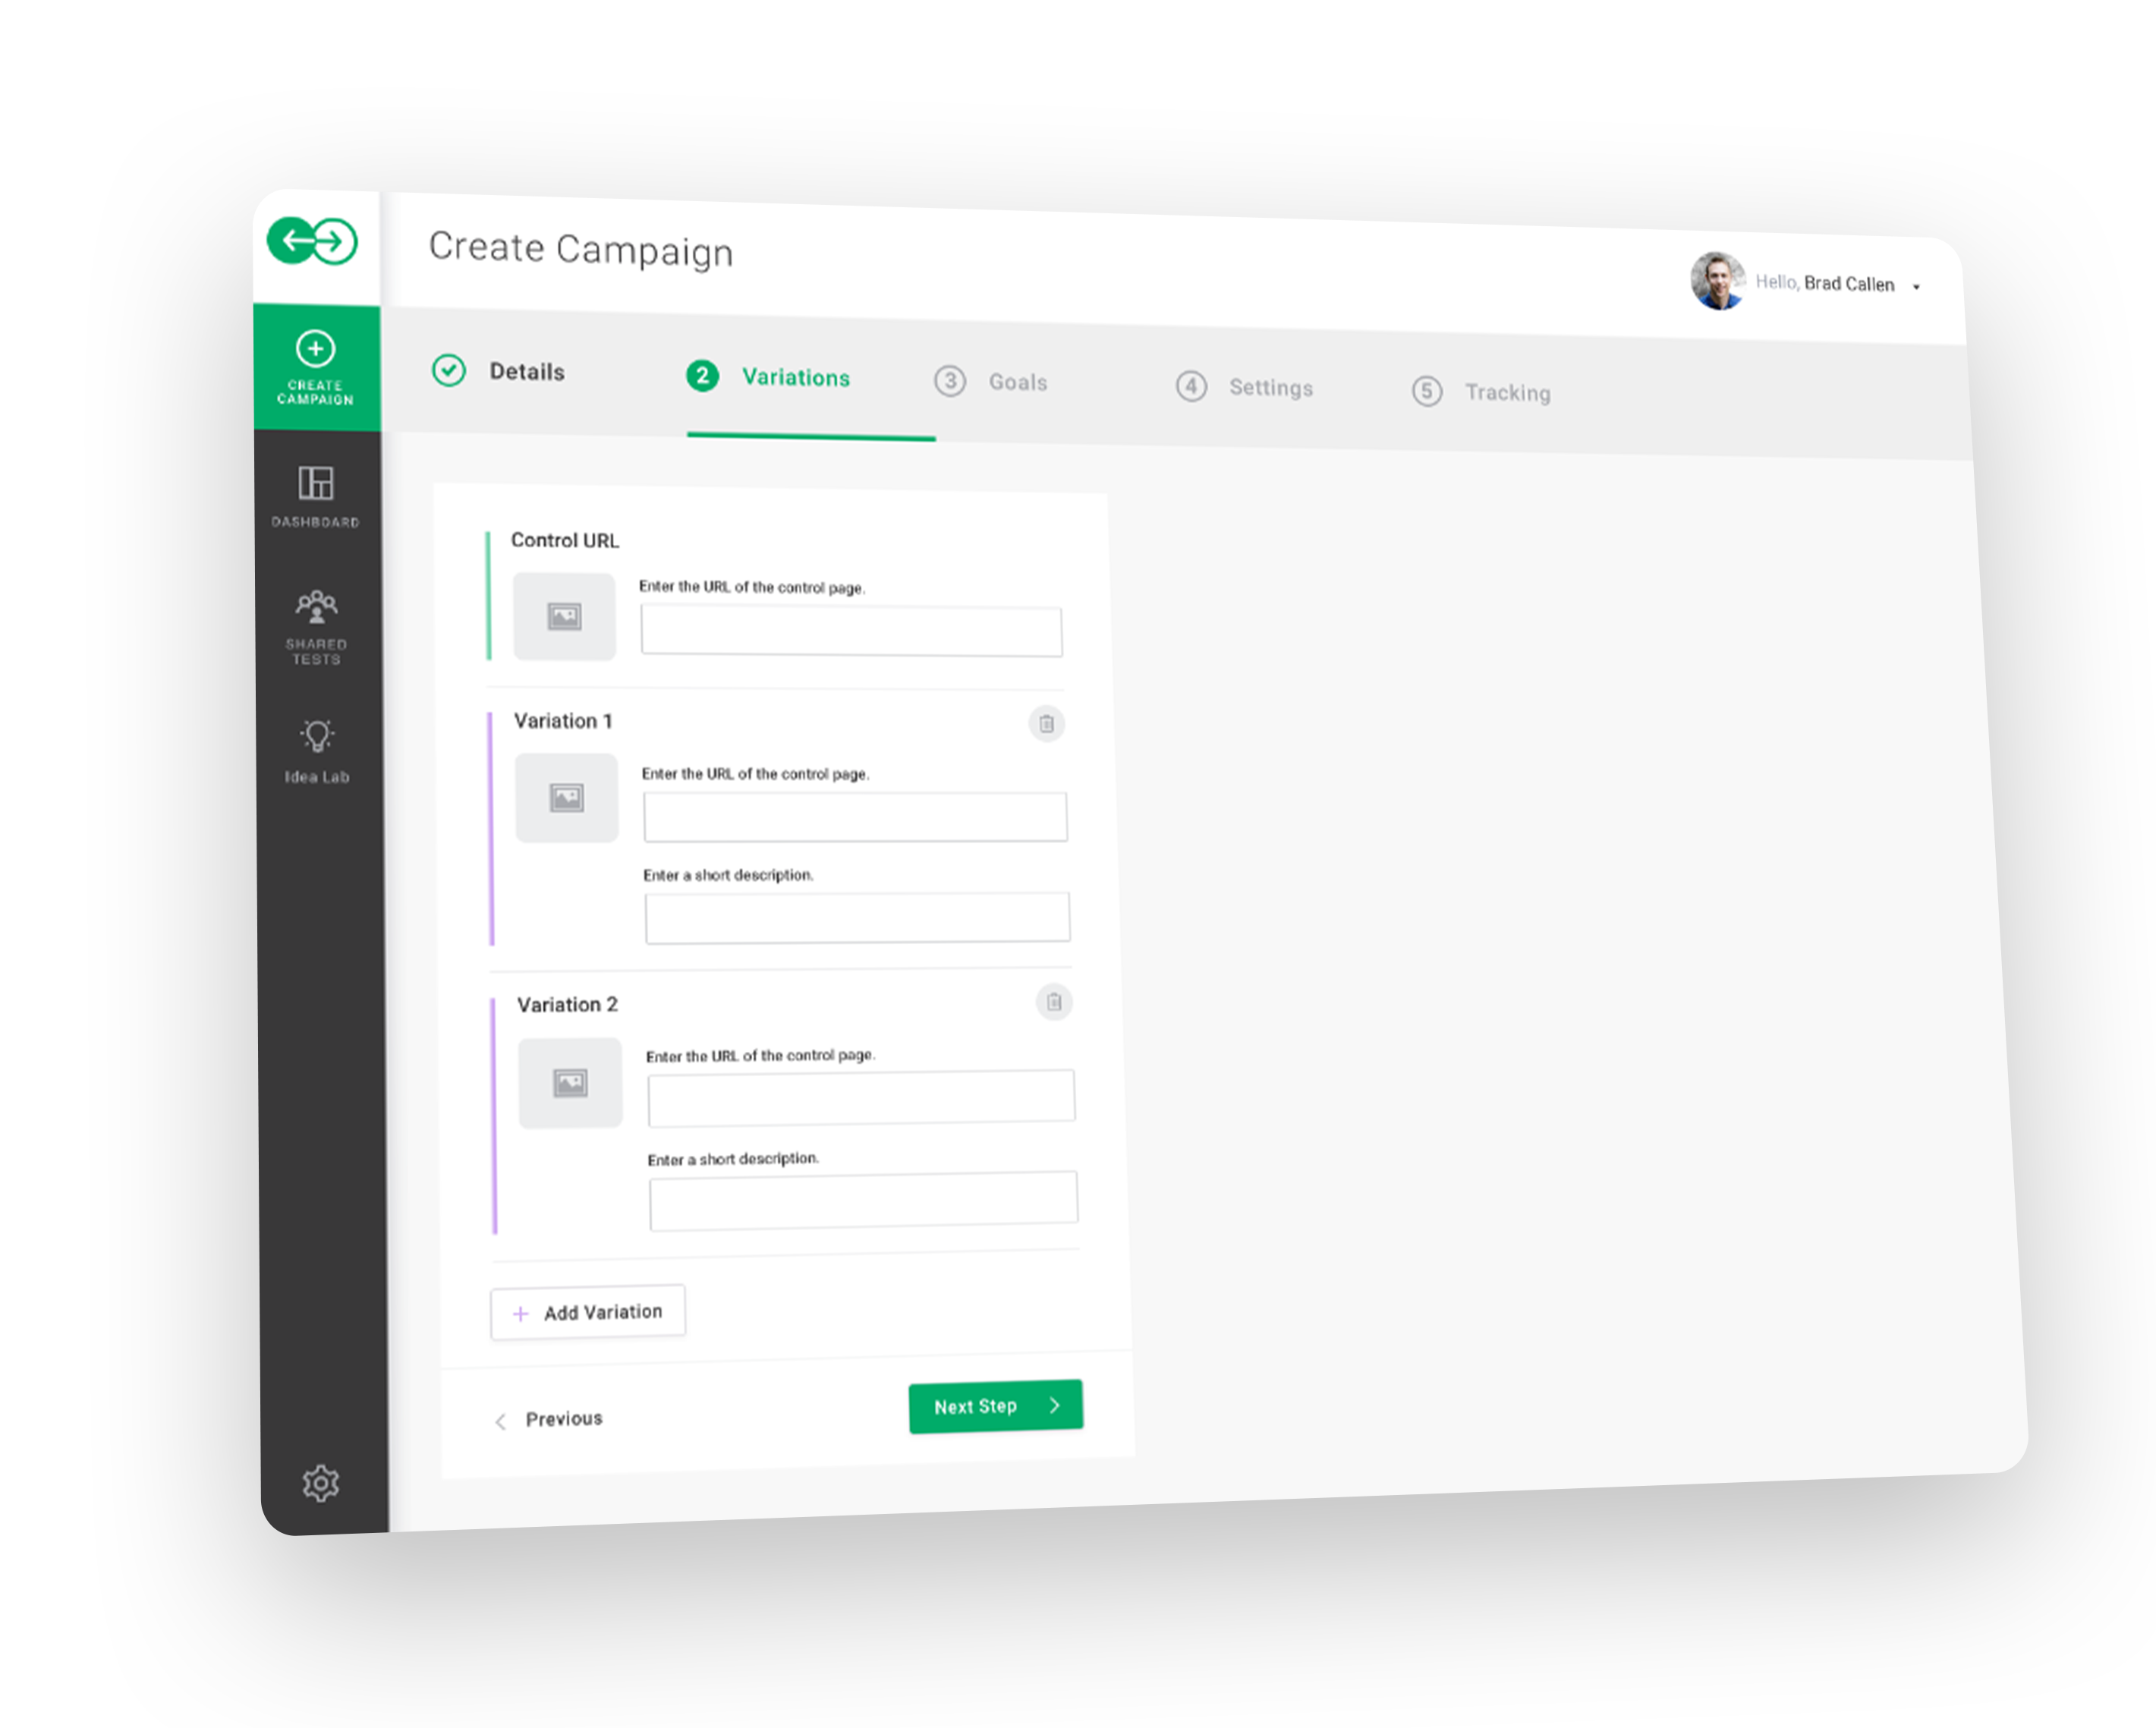 Create Campaign
Hello, Brad Callen
CREATE
CAMPAIGN
DASHBOARD
SHARED
TESTS
Idea Lab
Details
2 Variations
3 Goals
4 Settings
5 Tracking
Control URL
Enter the URL of the control page.
Variation 1
Enter the URL of the control page.
Enter a short description.
Variation 2
Enter the URL of the control page.
Enter a short description.
+ Add Variation
Previous
Next Step